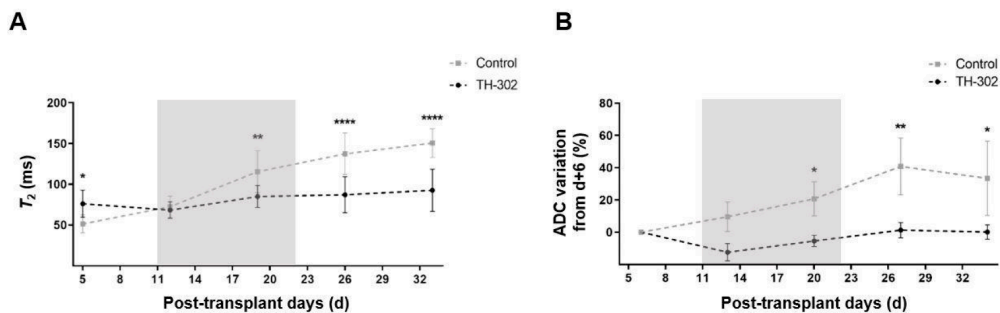 A
Control
TH-302
T2 (ms)
200
150
100
50
*
**
****
****
5 8 11 14 17 20 23 26 29 32
Post-transplant days (d)
B
Control
TH-302
ADC variation
from d+6 (%)
80
60
40
20
0
*
**
*
5 8 11 14 17 20 22 26 29 32
Post-transplant days (d)